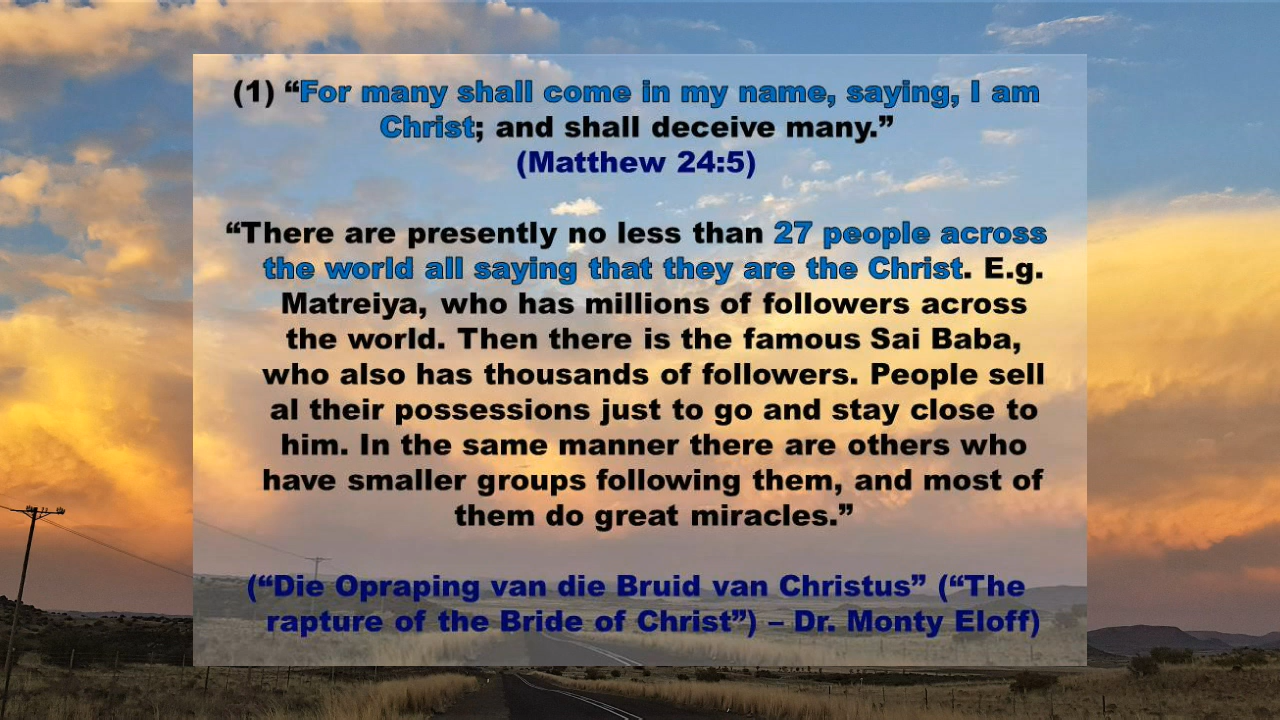 (1) “For many shall come in my name, saying, I am
Christ; and shall deceive many.”
(Matthew 24:5)
“There are presently no less than 27 people across
the world all saying that they are the Christ. E.g.
Matreiya, who has millions of followers across
the world. Then there is the famous Sai Baba,
who also has thousands of followers. People sell
al their possessions just to go and stay close to
him. In the same manner there are others who
have smaller groups following them, and most of
them do great miracles.”
(“Die Opraping van die Bruid van Christus” (“The
rapture of the Bride of Christ”) – Dr. Monty Eloff)